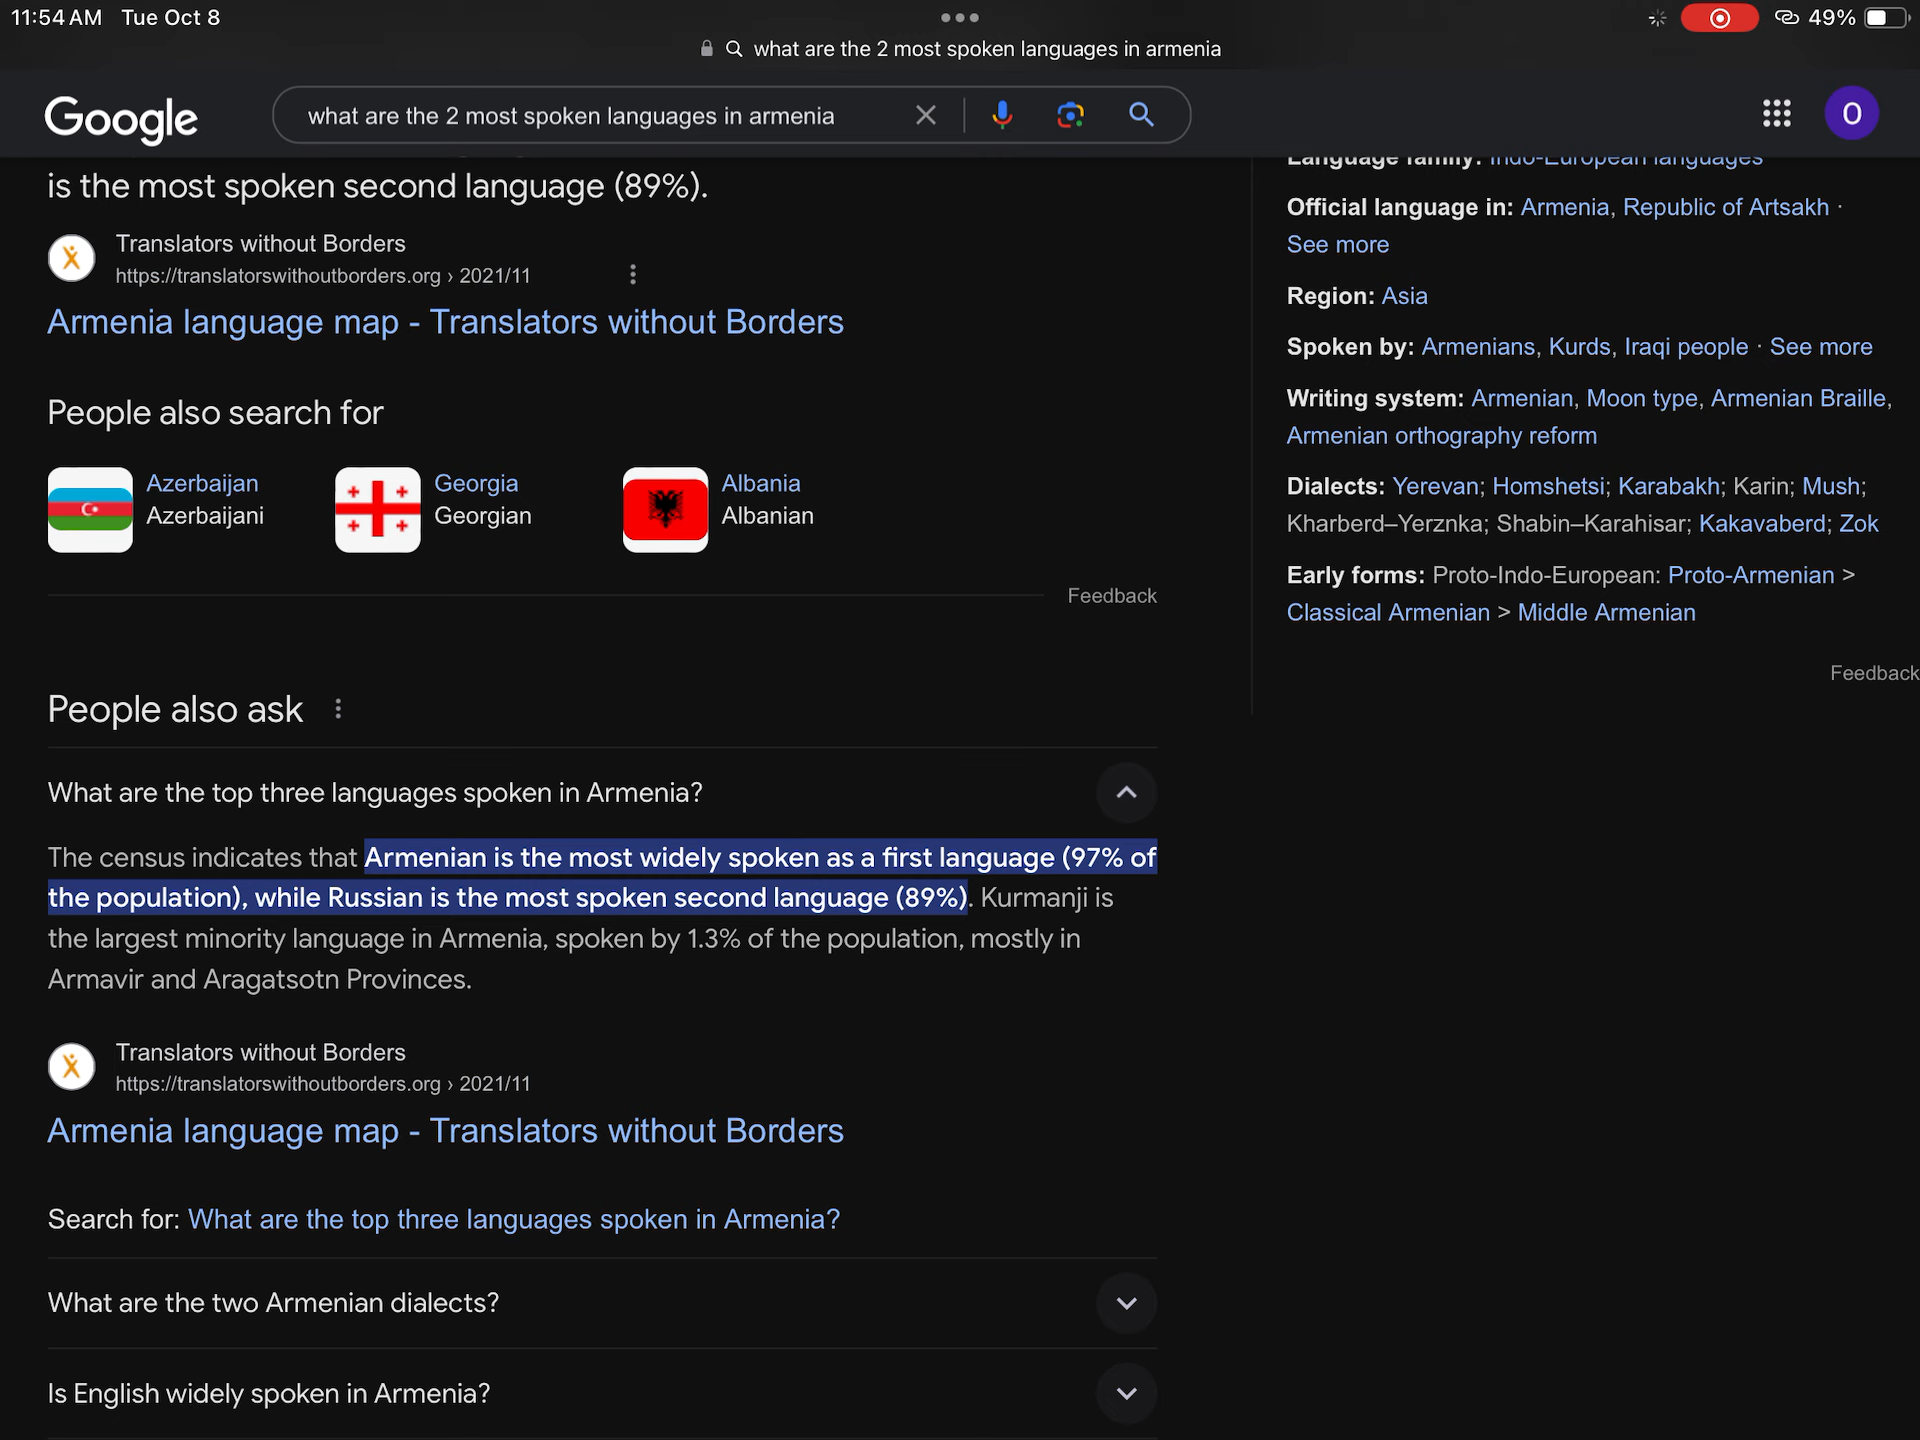 11:54 AM Tue Oct 8
49%
what are the 2 most spoken languages in armenia
Google
what are the 2 most spoken languages in armenia
O
is the most spoken second language (89%).
Translators without Borders
https://translatorswithoutborders.org › 2021/11
Armenia language map - Translators without Borders
People also search for
Azerbaijan
Azerbaijani
Georgia
Georgian
Albania
Albanian
Feedback
People also ask
What are the top three languages spoken in Armenia?
The census indicates that Armenian is the most widely spoken as a first language (97% of
the population), while Russian is the most spoken second language (89%). Kurmanji is
the largest minority language in Armenia, spoken by 1.3% of the population, mostly in
Armavir and Aragatsotn Provinces.
Translators without Borders
https://translatorswithoutborders.org › 2021/11
Armenia language map - Translators without Borders
Search for: What are the top three languages spoken in Armenia?
What are the two Armenian dialects?
Is English widely spoken in Armenia?
Language family: Indo-European languages
Official language in: Armenia, Republic of Artsakh ·
See more
Region: Asia
Spoken by: Armenians, Kurds, Iraqi people · See more
Writing system: Armenian, Moon type, Armenian Braille,
Armenian orthography reform
Dialects: Yerevan; Homshetsi; Karabakh; Karin; Mush;
Kharberd–Yerznka; Shabin–Karahisar; Kakavaberd; Zok
Early forms: Proto-Indo-European: Proto-Armenian >
Classical Armenian > Middle Armenian
Feedback